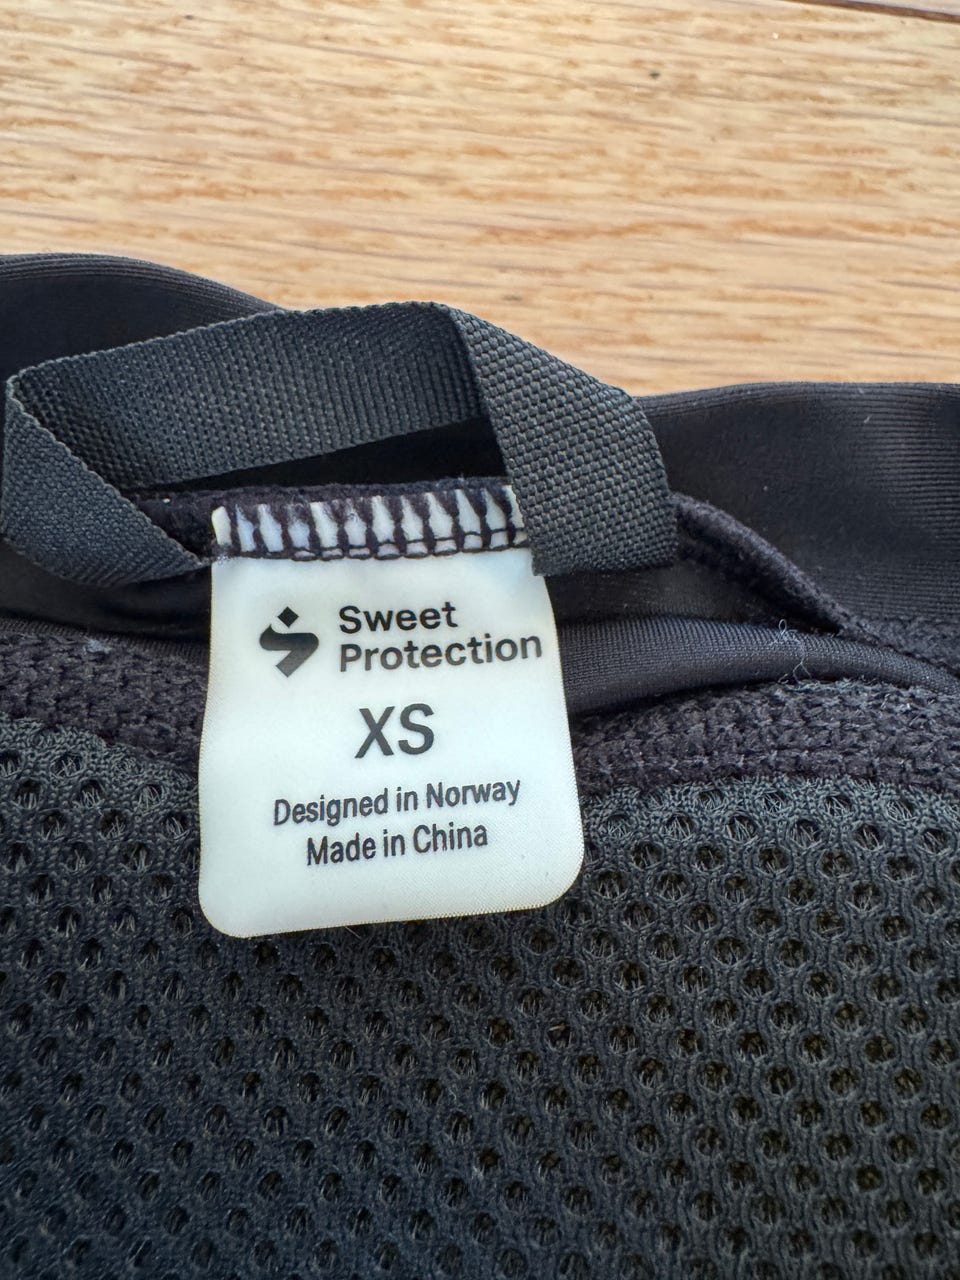 Sweet
Protection
XS
Designed in Norway
Made in China